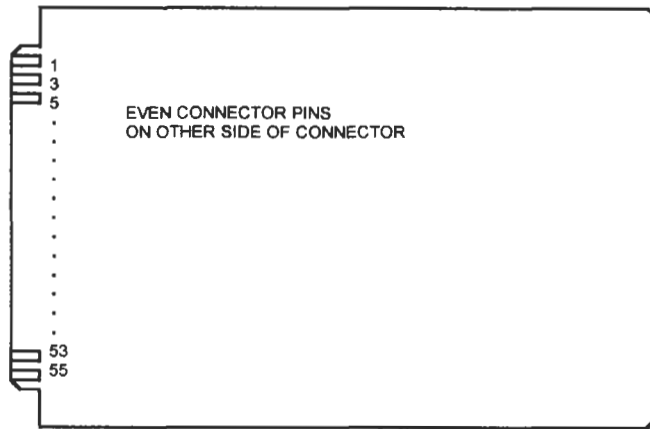 1
3
5
EVEN CONNECTOR PINS
ON OTHER SIDE OF CONNECTOR
53
55